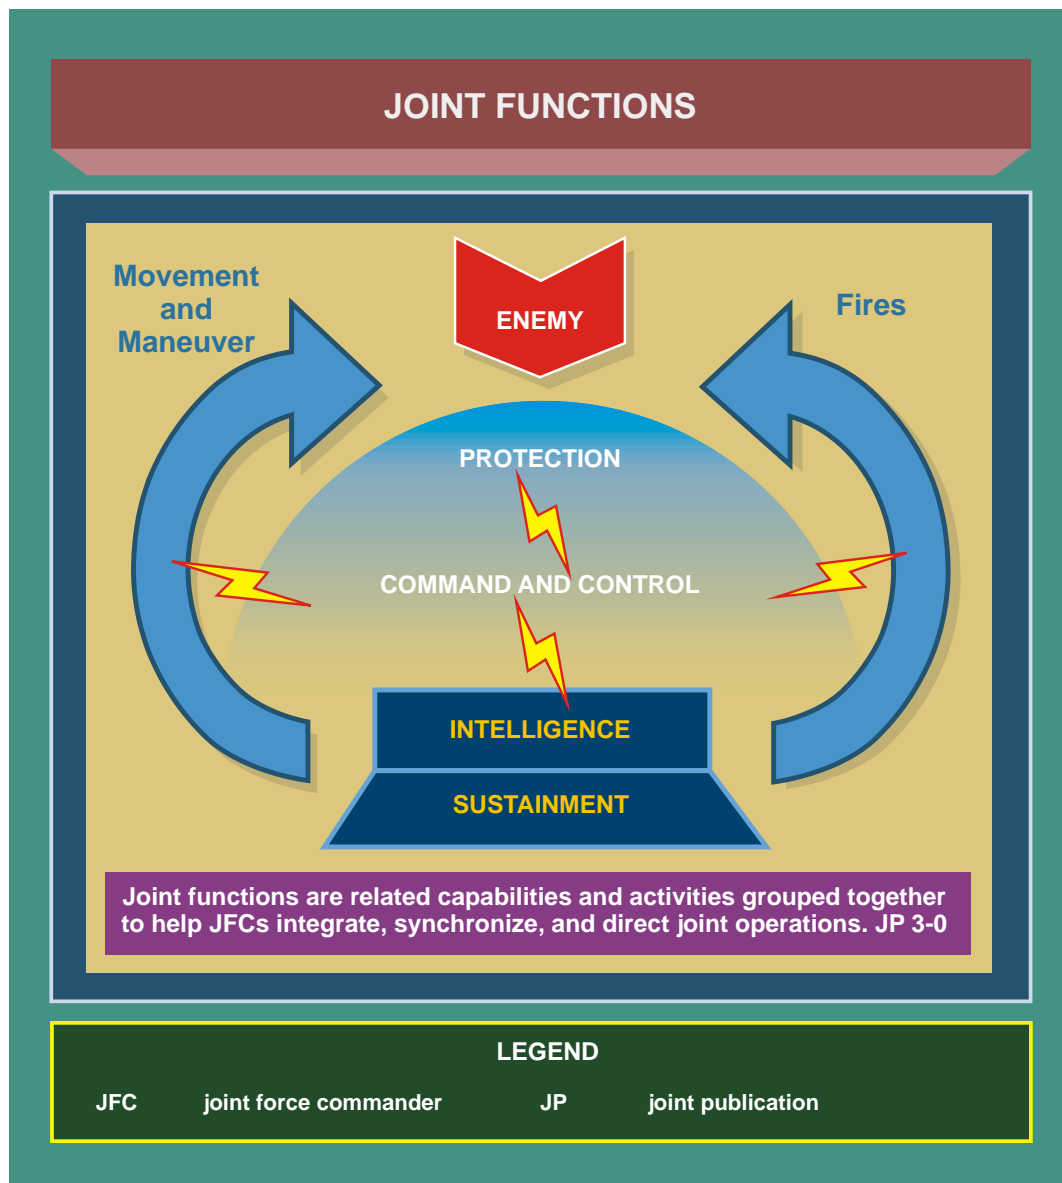 JOINT FUNCTIONS
Movement
and
Maneuver
ENEMY
Fires
PROTECTION
COMMAND AND CONTROL
INTELLIGENCE
SUSTAINMENT
Joint functions are related capabilities and activities grouped together
to help JFCs integrate, synchronize, and direct joint operations. JP 3-0
LEGEND
JFC joint force commander JP joint publication